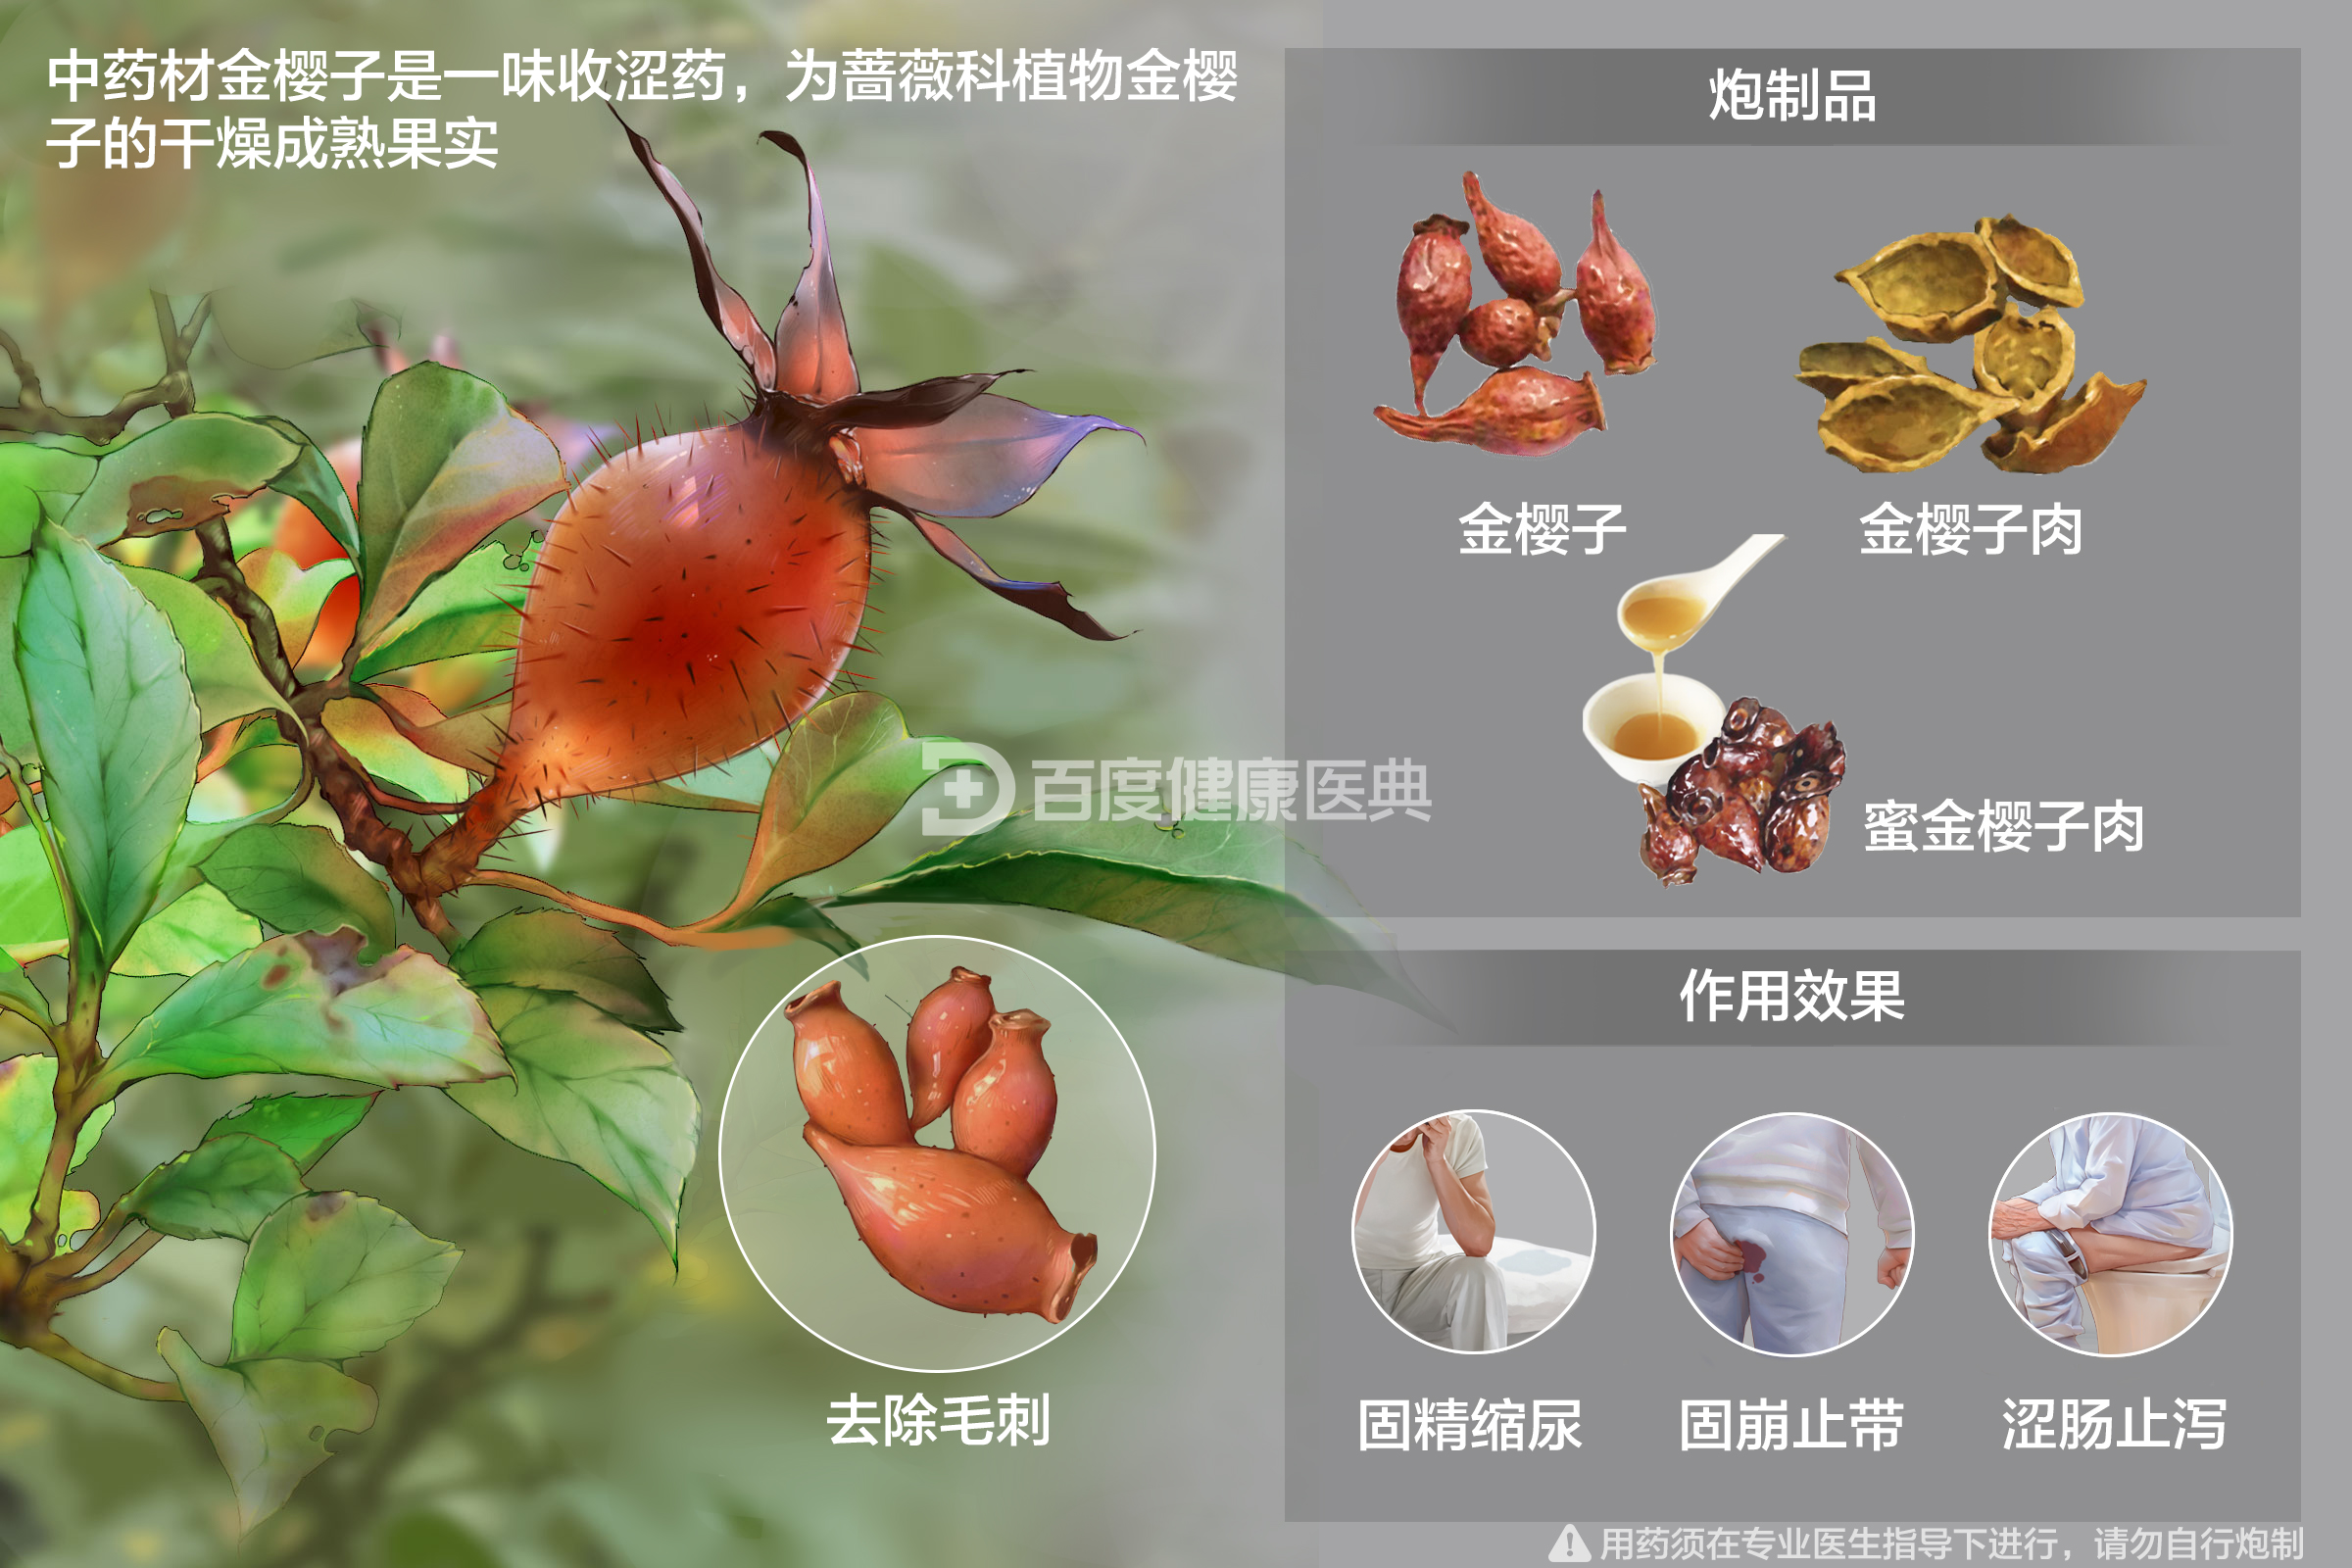 中药材金樱子是一味收涩药，为蔷薇科植物金樱
子的干燥成熟果实
去除毛刺
炮制品
金樱子
金樱子肉
蜜金樱子肉
百度健康医典
作用效果
固精缩尿
固崩止带
涩肠止泻
用药须在专业医生指导下进行，请勿自行炮制